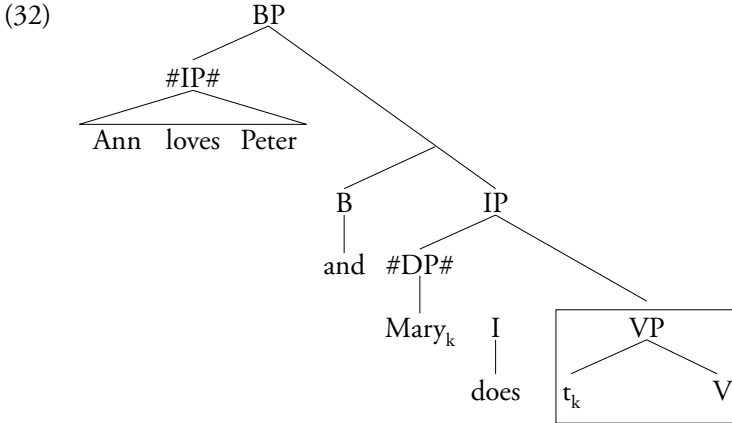 (32)
BP
#IP#
Ann loves Peter
B IP
and #DP#
Mary_k I VP
does t_k V